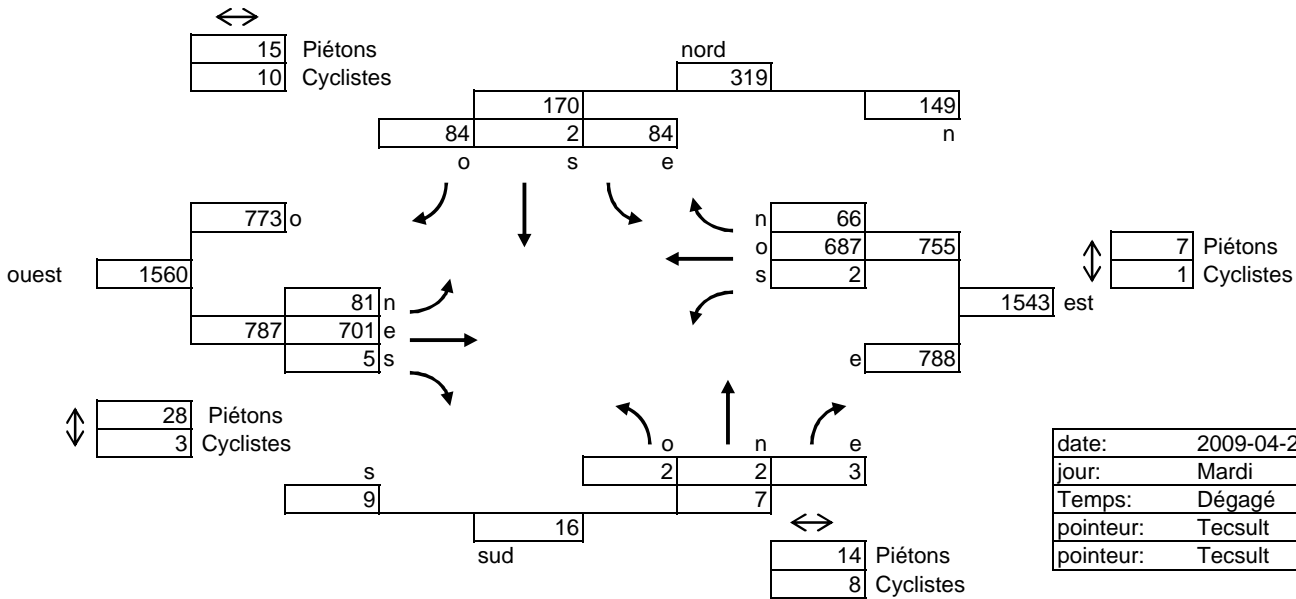 15 Piétons
10 Cyclistes
nord
319
170 149
84 2 84 n
o s e
773 o
n 66
o 687 755
s 2
7 Piétons
1 Cyclistes
ouest 1560
1543 est
81 n
787 701 e
5 s
e 788
28 Piétons
3 Cyclistes
o n e
2 2 3
s
9 7
16
sud
14 Piétons
8 Cyclistes
date: 2009-04-2
jour: Mardi
Temps: Dégagé
pointeur: Tecsult
pointeur: Tecsult